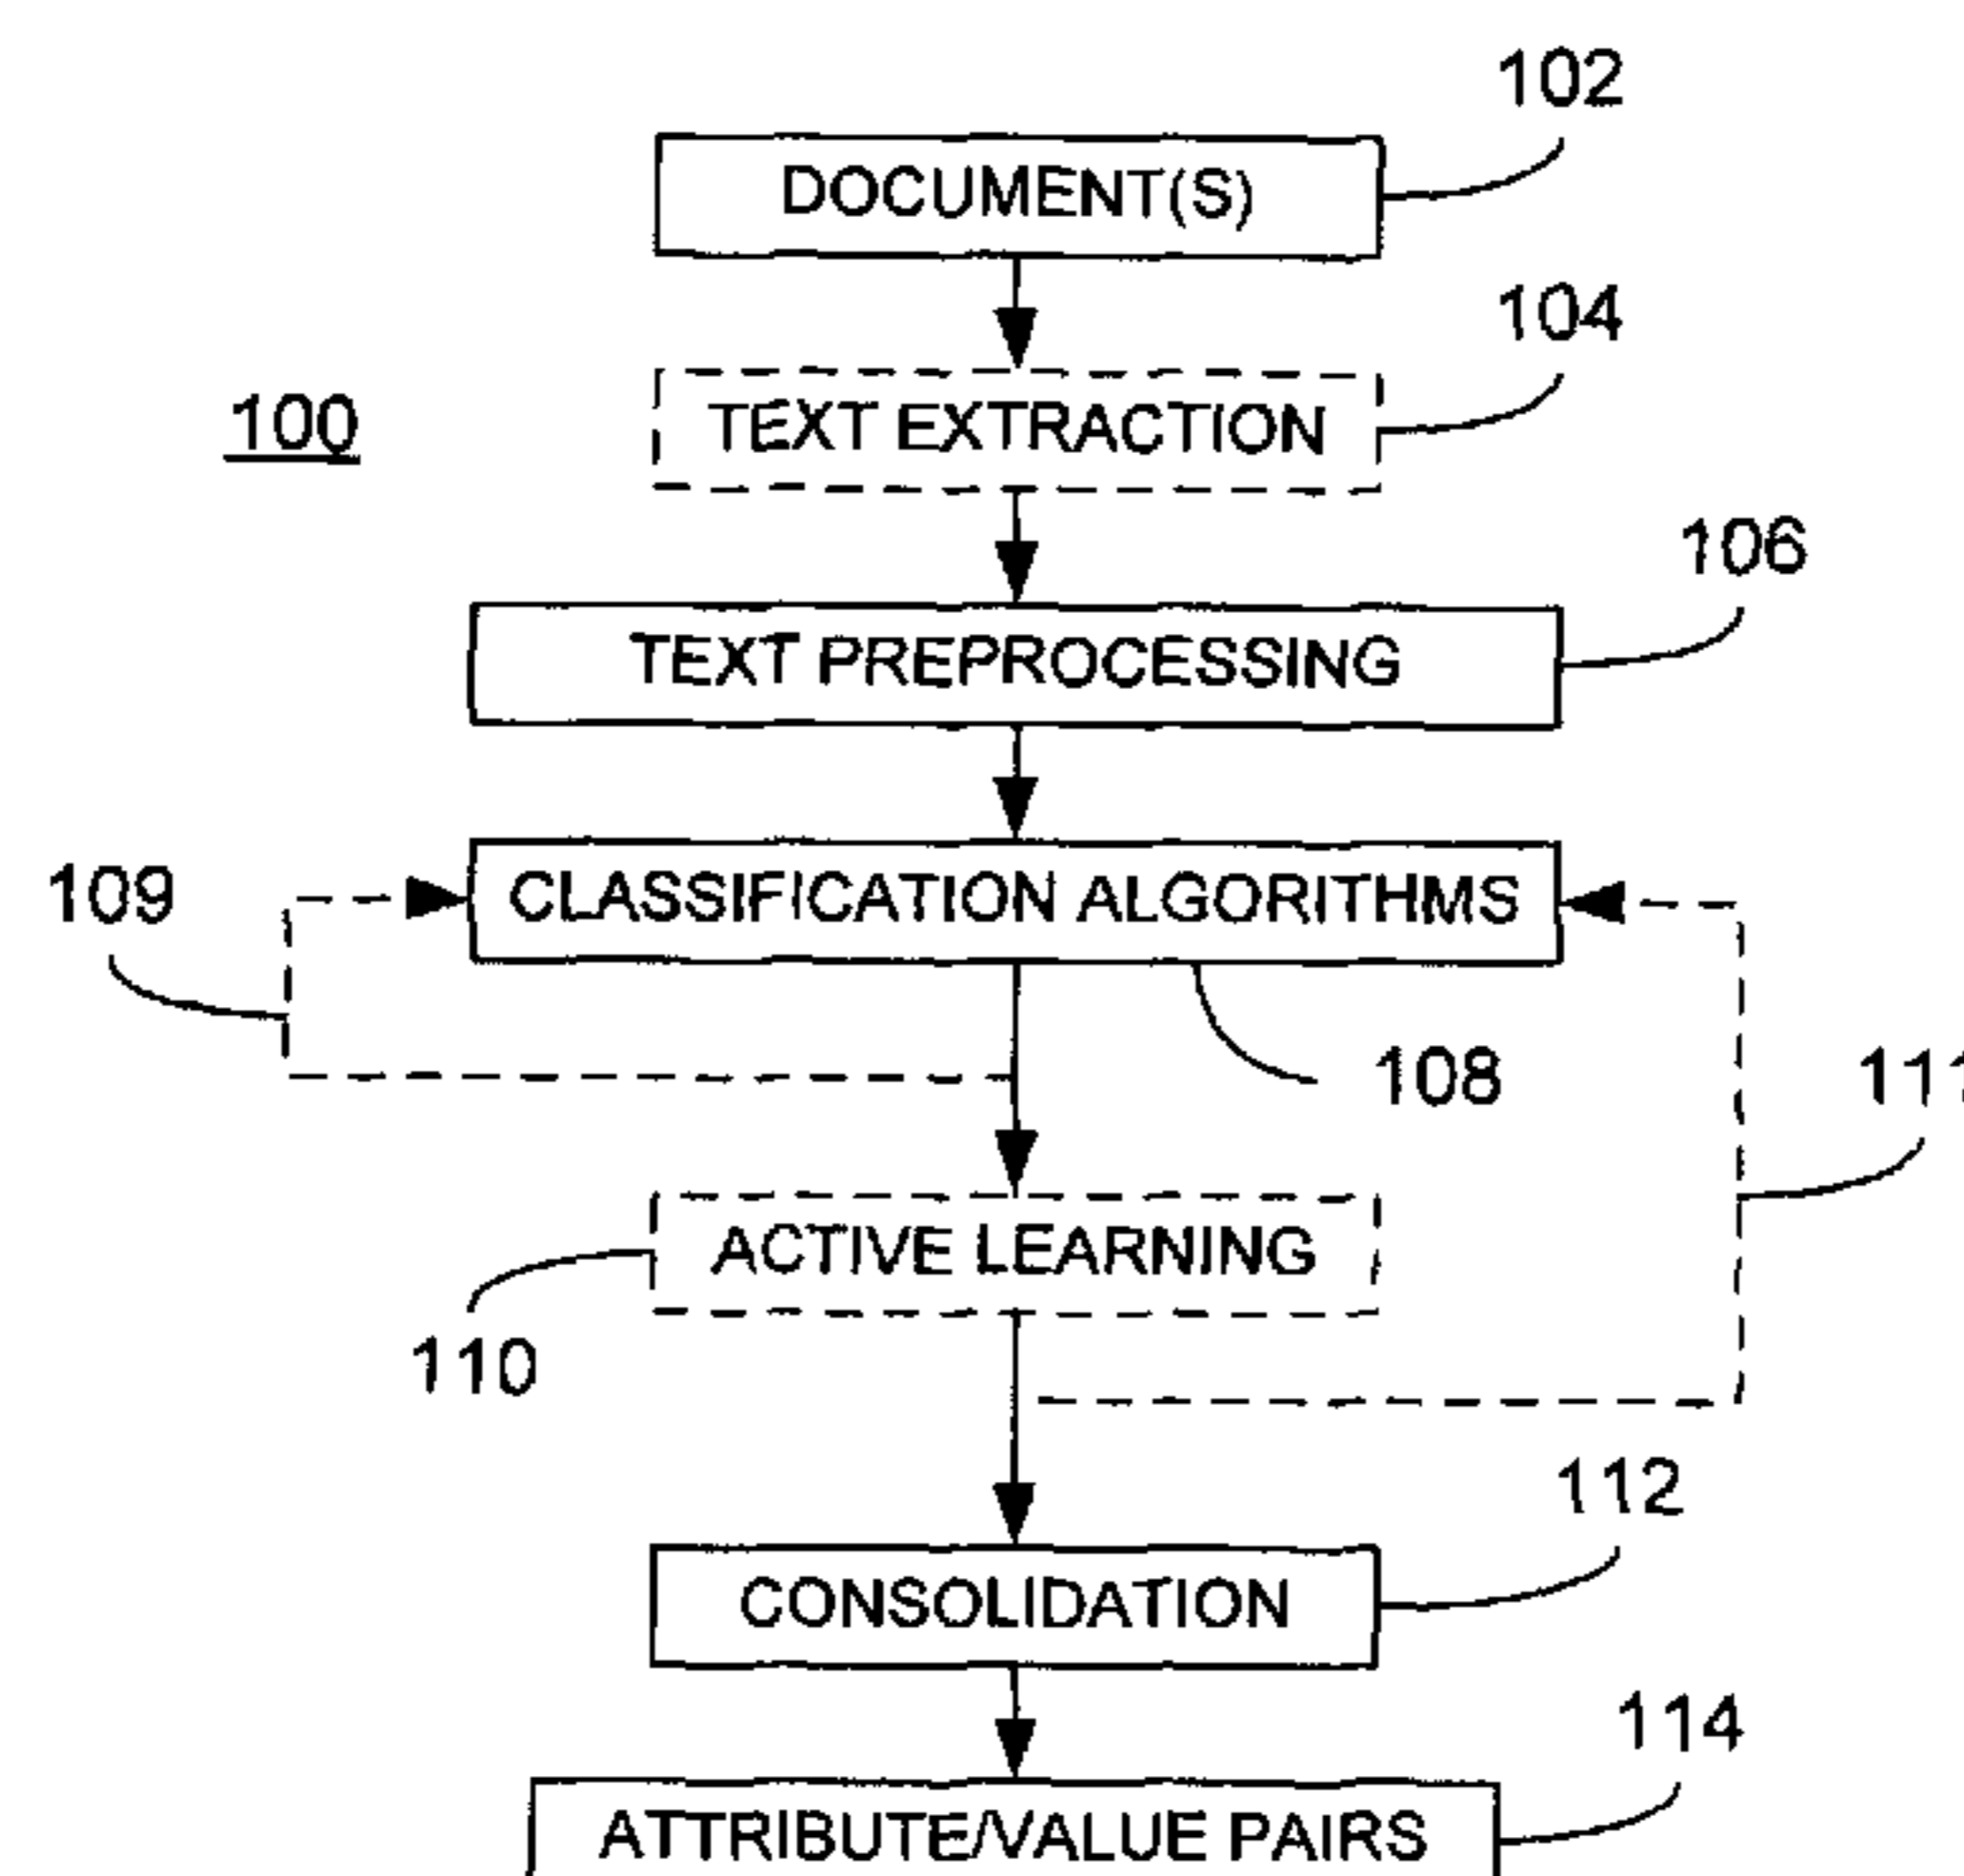 102
DOCUMENT(S)
104
100
TEXT EXTRACTION
106
TEXT PREPROCESSING
109
CLASSIFICATION ALGORITHMS
108
111
ACTIVE LEARNING
110
112
CONSOLIDATION
114
ATTRIBUTE/VALUE PAIRS